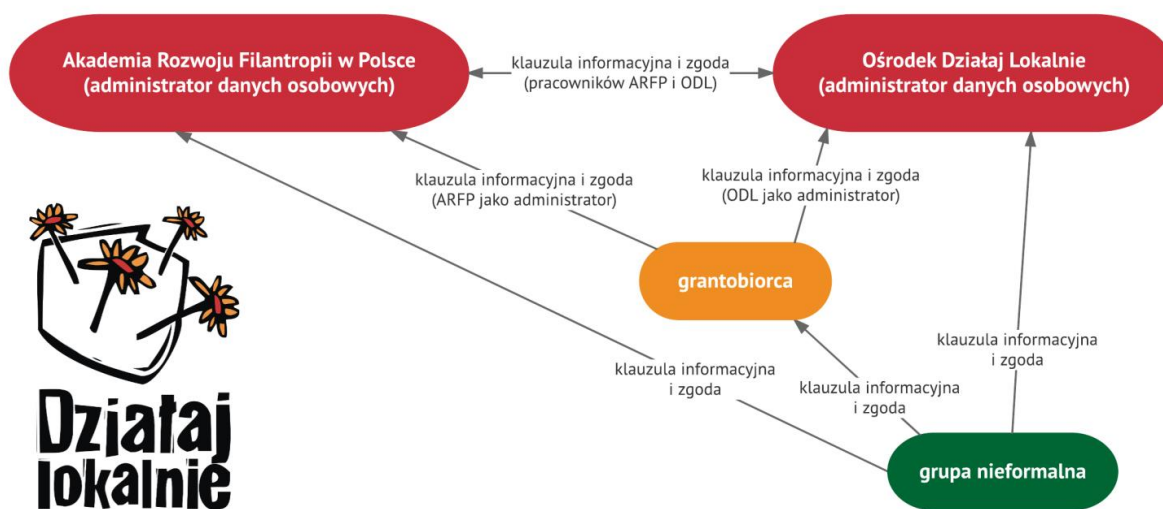 Akademia Rozwoju Filantropii w Polsce
(administrator danych osobowych)
klauzula informacyjna i zgoda
(pracowników ARFP i ODL)
Ośrodek Działaj Lokalnie
(administrator danych osobowych)
klauzula informacyjna i zgoda
(ARFP jako administrator)
klauzula informacyjna i zgoda
(ODL jako administrator)
grantobiorca
klauzula informacyjna
i zgoda
klauzula informacyjna
i zgoda
klauzula informacyjna
i zgoda
grupa nieformalna
Działaj
lokalnie